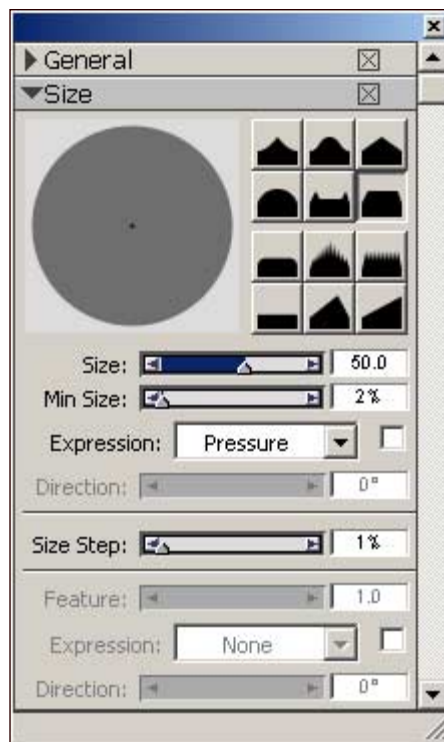 General
Size
Size: 50.0
Min Size: 2%
Expression: Pressure
Direction: 0°
Size Step: 1%
Feature: 1.0
Expression: None
Direction: 0°